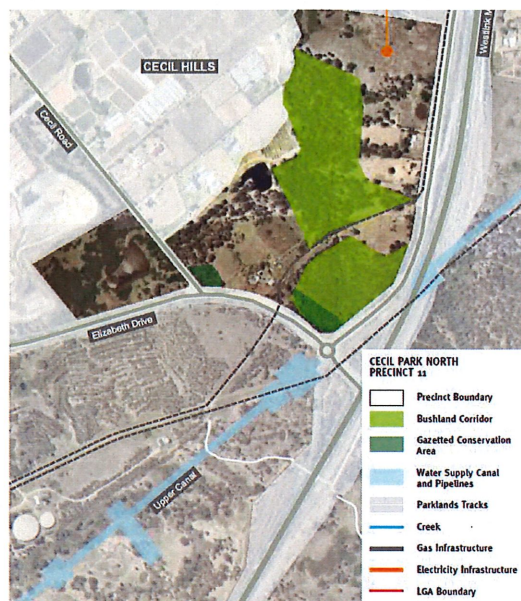 CECIL HILLS
Westlink M
Cecil Road
Elizabeth Drive
Upper Canal
CECIL PARK NORTH
PRECINCT 11
Precinct Boundary
Bushland Corridor
Gazetted Conservation
Area
Water Supply Canal
and Pipelines
Parklands Tracks
Creek
Gas Infrastructure
Electricity Infrastructure
LGA Boundary